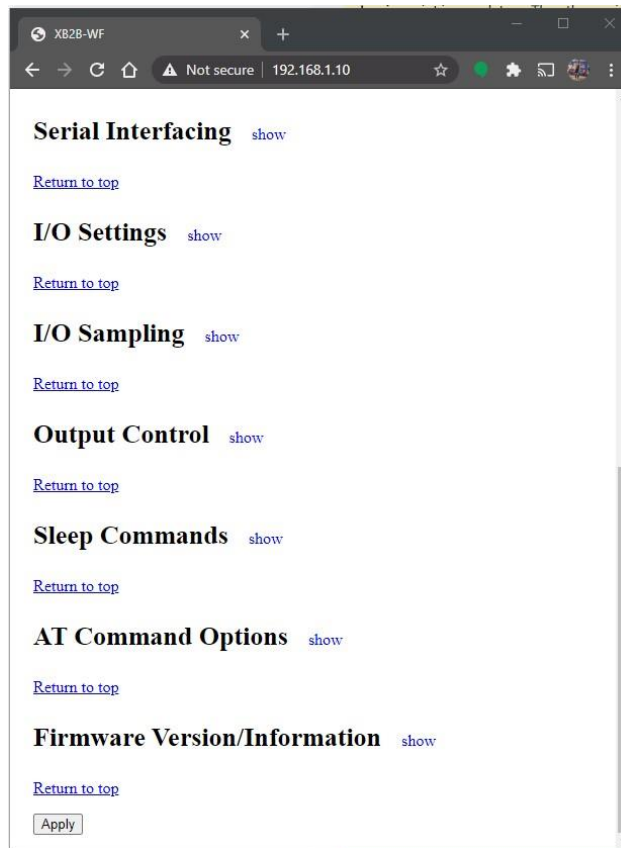 XB2B-WF
Not secure 192.168.1.10
Serial Interfacing show
Return to top
I/O Settings show
Return to top
I/O Sampling show
Return to top
Output Control show
Return to top
Sleep Commands show
Return to top
AT Command Options show
Return to top
Firmware Version/Information show
Return to top
Apply